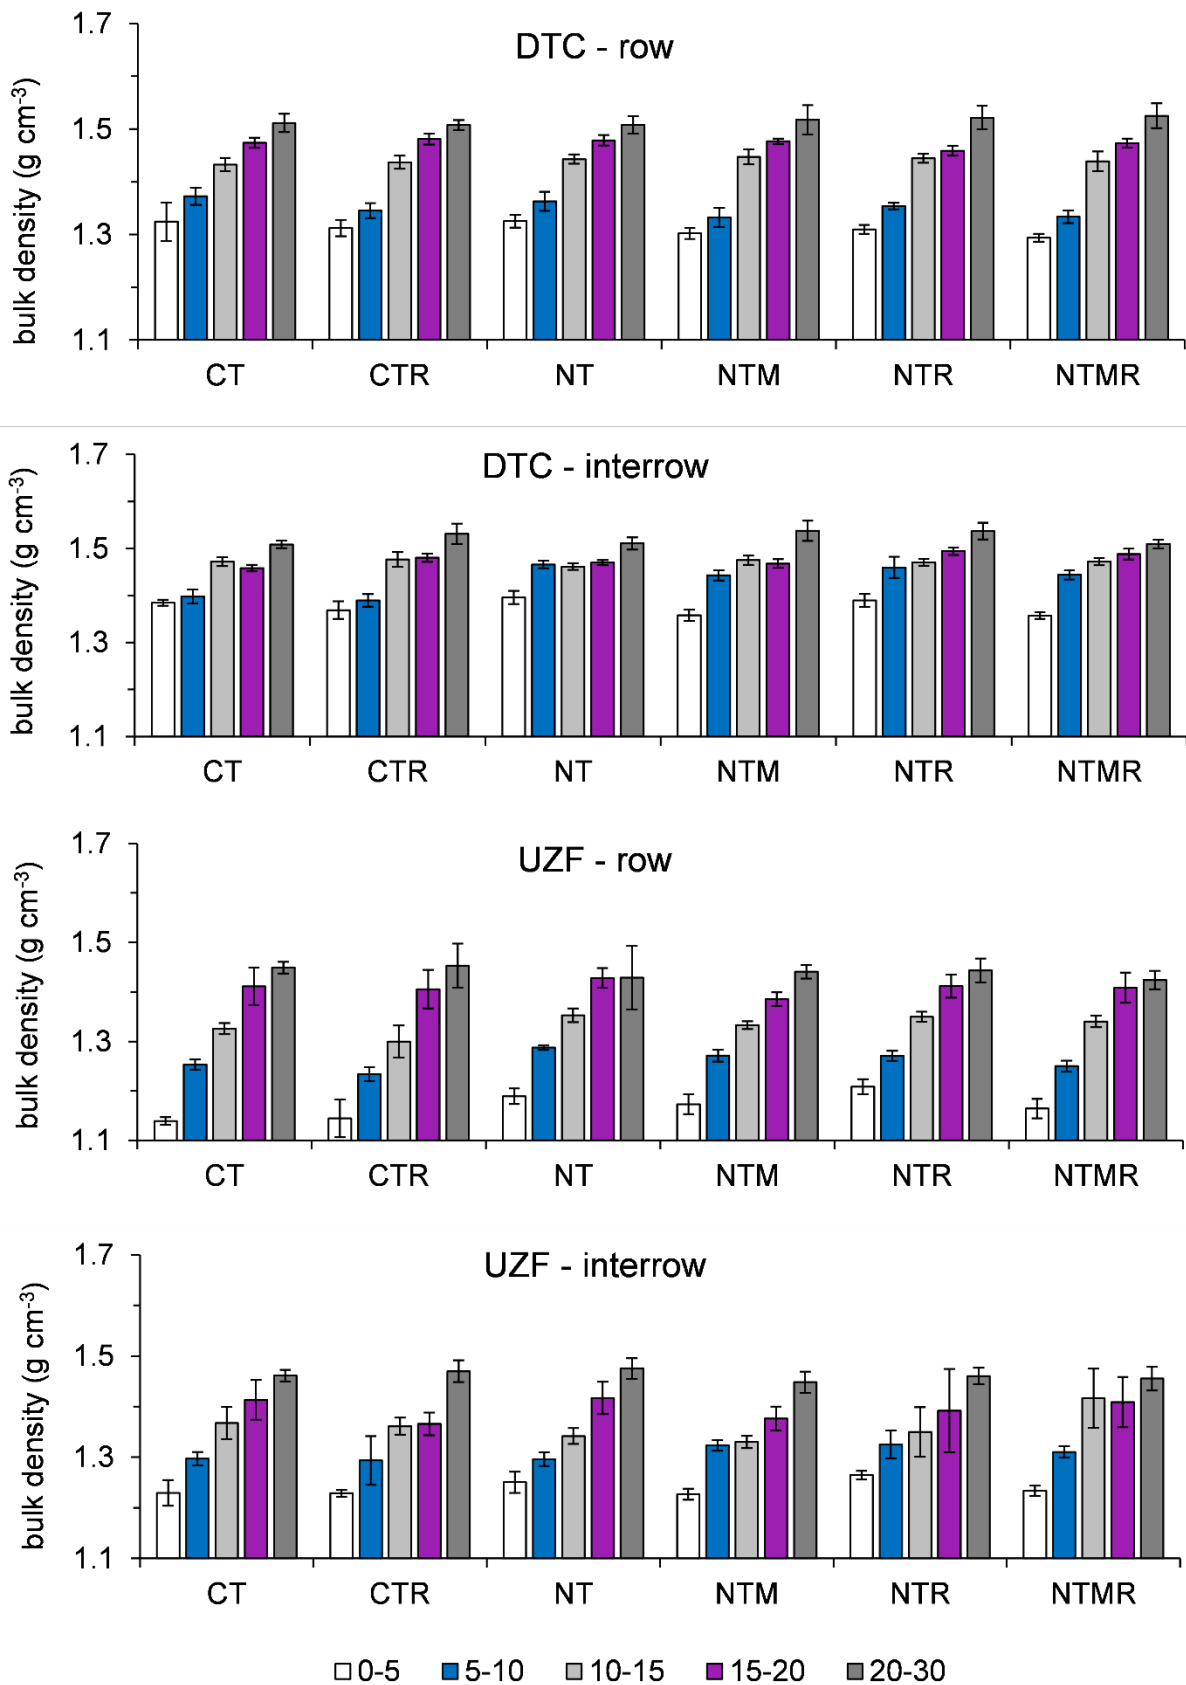 DTC - row
bulk density (g cm⁻³)
1.7
1.5
1.3
1.1
CT CTR NT NTM NTR NTMR
DTC - interrow
bulk density (g cm⁻³)
1.7
1.5
1.3
1.1
CT CTR NT NTM NTR NTMR
UZF - row
bulk density (g cm⁻³)
1.7
1.5
1.3
1.1
CT CTR NT NTM NTR NTMR
UZF - interrow
bulk density (g cm⁻³)
1.7
1.5
1.3
1.1
CT CTR NT NTM NTR NTMR
0-5 5-10 10-15 15-20 20-30